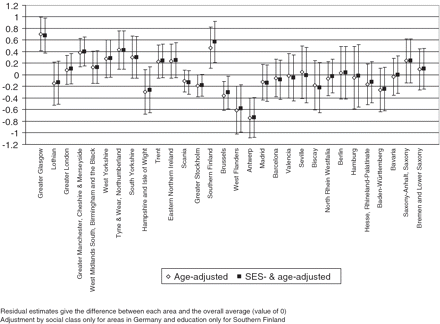 1.2
1
0.8
0.6
0.4
0.2
0
-0.2
-0.4
-0.6
-0.8
-1
-1.2
Greater Glasgow
Lothian
Greater London
Greater Manchester, Cheshire & Merseyside
West Midlands South, Birmingham and the Black
West Yorkshire
Tyne & Wear, Northumberland
South Yorkshire
Hampshire and Isle of Wight
Trent
Eastern Northern Ireland
Scania
Greater Stockholm
Southern Finland
Brussels
West Flanders
Antwerp
Madrid
Barcelona
Valencia
Seville
Biscay
North Rhein Westfalia
Berlin
Hamburg
Hesse, Rhineland-Palatinate
Baden-Württemberg
Bavaria
Saxony-Anhalt, Saxony
Bremen and Lower Saxony
Age-adjusted
SES- & age-adjusted
Residual estimates give the difference between each area and the overall average (value of 0)
Adjustment by social class only for areas in Germany and education only for Southern Finland